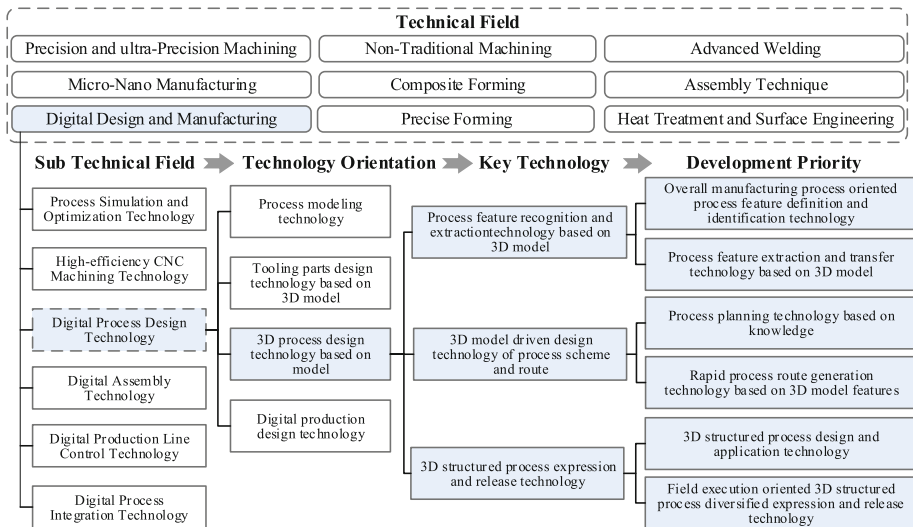 Technical Field
Precision and ultra-Precision Machining
Non-Traditional Machining
Advanced Welding
Micro-Nano Manufacturing
Composite Forming
Assembly Technique
Digital Design and Manufacturing
Precise Forming
Heat Treatment and Surface Engineering
Sub Technical Field
Technology Orientation
Key Technology
Development Priority
Process Simulation and
Optimization Technology
High-efficiency CNC
Machining Technology
Digital Process Design
Technology
Digital Assembly
Technology
Digital Production Line
Control Technology
Digital Process
Integration Technology
Process modeling
technology
Tooling parts design
technology based on
3D model
3D process design
technology based on
model
Digital production
design technology
Process feature recognition and
extractiontechnology based on
3D model
3D model driven design
technology of process scheme
and route
3D structured process expression
and release technology
Overall manufacturing process oriented
process feature definition and
identification technology
Process feature extraction and transfer
technology based on 3D model
Process planning technology based on
knowledge
Rapid process route generation
technology based on 3D model features
3D structured process design and
application technology
Field execution oriented 3D structured
process diversified expression and release
technology